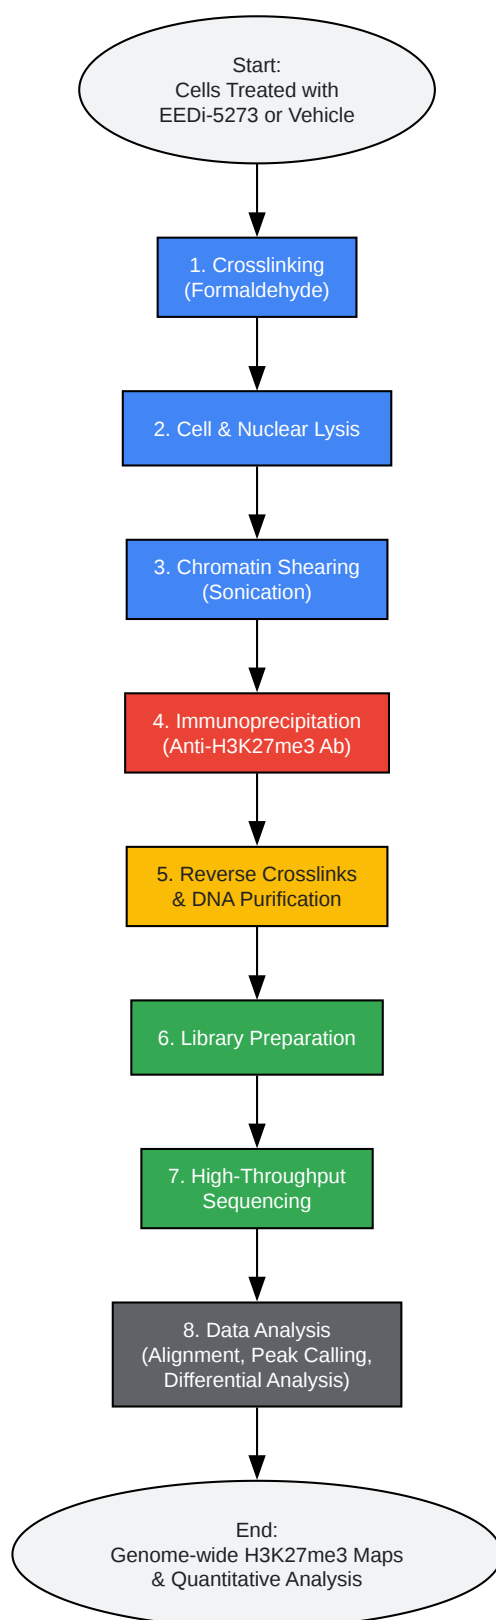 Start:
Cells Treated with
EEDi-5273 or Vehicle
1. Crosslinking
(Formaldehyde)
2. Cell & Nuclear Lysis
3. Chromatin Shearing
(Sonication)
4. Immunoprecipitation
(Anti-H3K27me3 Ab)
5. Reverse Crosslinks
& DNA Purification
6. Library Preparation
7. High-Throughput
Sequencing
8. Data Analysis
(Alignment, Peak Calling,
Differential Analysis)
End:
Genome-wide H3K27me3 Maps
& Quantitative Analysis